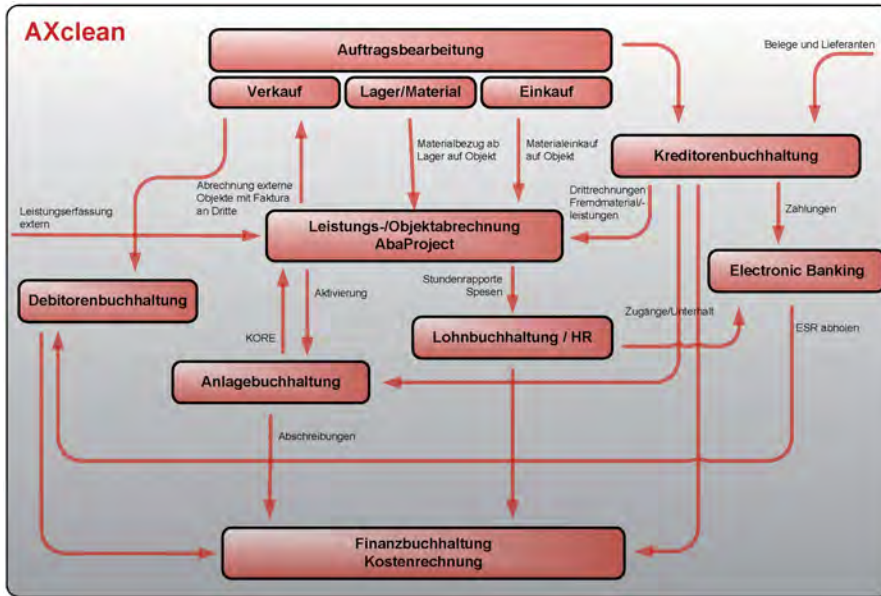 AXclean
Auftragsbearbeitung
Belege und Lieferanten
Verkauf
Lager/Material
Einkauf
Materialbezug ab
Lager auf Objekt
Materialeinkauf
auf Objekt
Kreditorenbuchhaltung
Abrechnung externe
Objekte mit Faktura
an Dritte
Drittrechnungen
Fremdmaterial/-
leistungen
Zahlungen
Leistungserfassung
extern
Leistungs-/Objektabrechnung
AbaProject
Electronic Banking
Debitorenbuchhaltung
Aktivierung
Stundenrapporte
Spesen
KORE
Zugänge/Unterhalt
ESR abholen
Lohnbuchhaltung / HR
Anlagebuchhaltung
Abschreibungen
Finanzbuchhaltung
Kostenrechnung